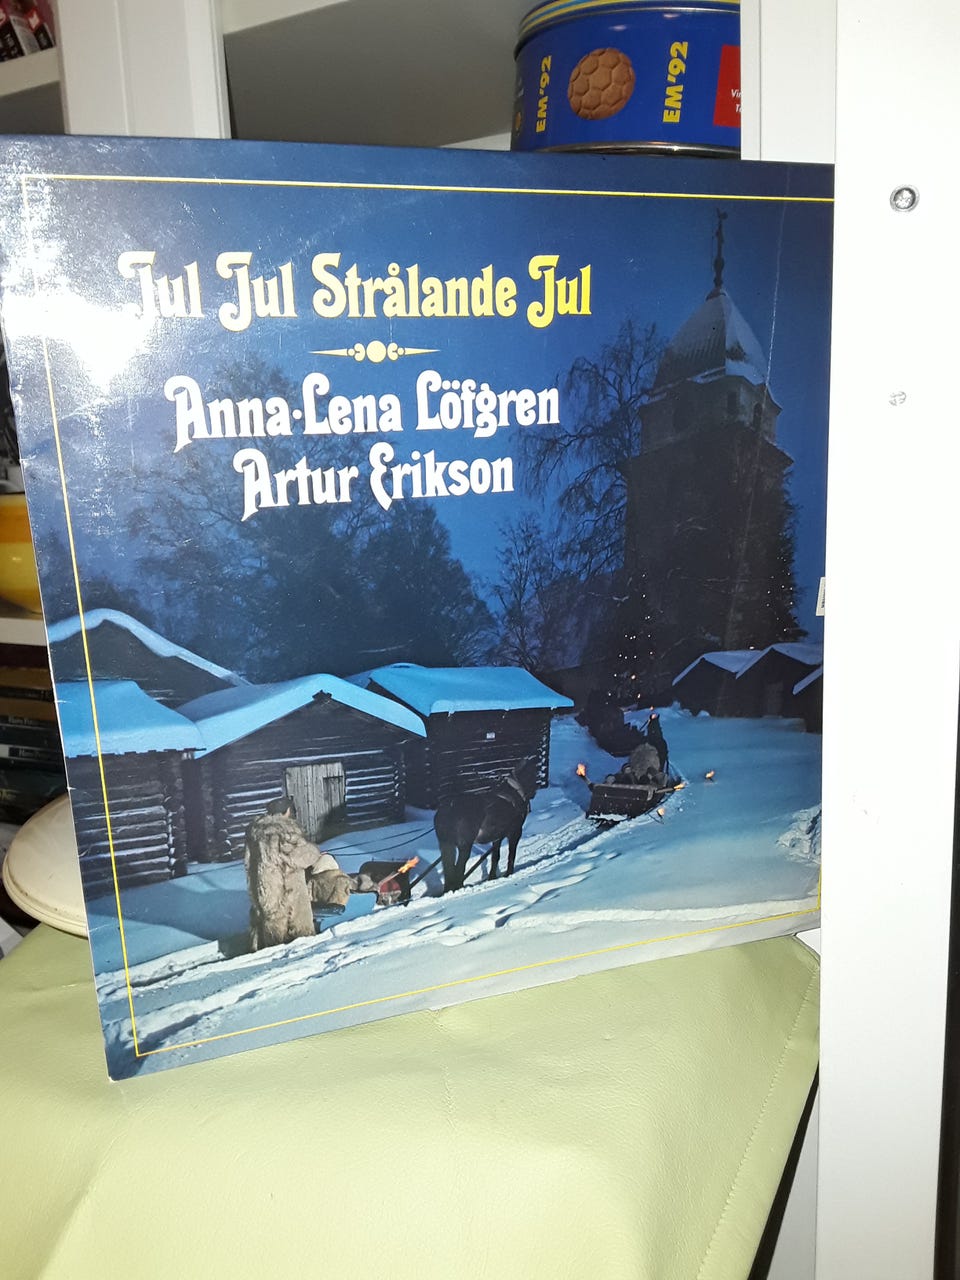 EM'92
EM'92
Jul Jul Strålande Jul
Anna-Lena Löfgren
Artur Erikson